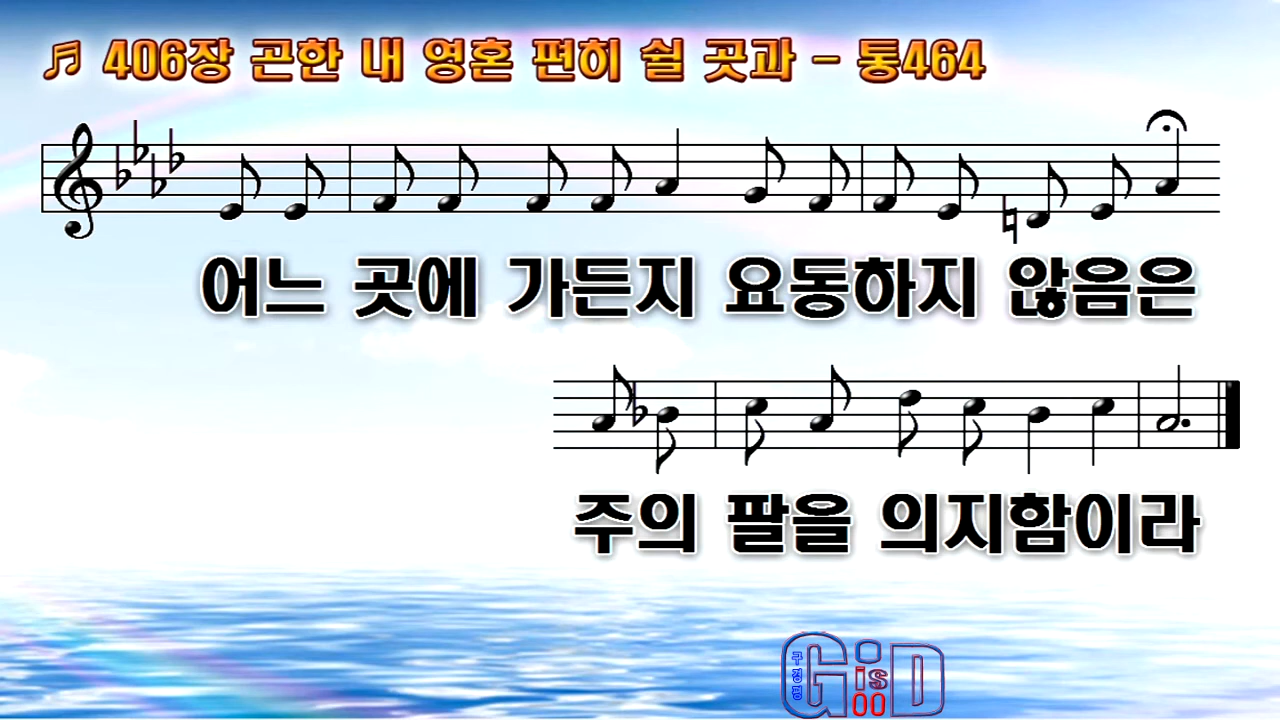 ♬ 406장 곤한 내 영혼 편히 쉴 곳과 - 통464
어느 곳에 가든지 요동하지 않음은
주의 팔을 의지함이라
GisD
OO